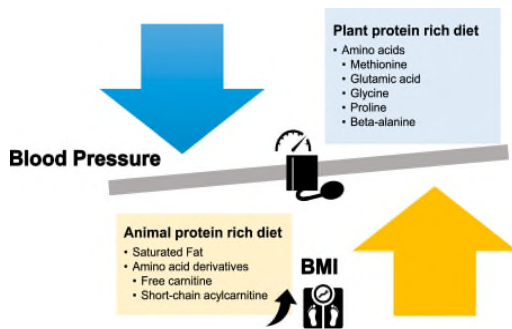 Plant protein rich diet
• Amino acids
• Methionine
• Glutamic acid
• Glycine
• Proline
• Beta-alanine
Blood Pressure
Animal protein rich diet
• Saturated Fat
• Amino acid derivatives
• Free carnitine
• Short-chain acylcarnitine
BMI